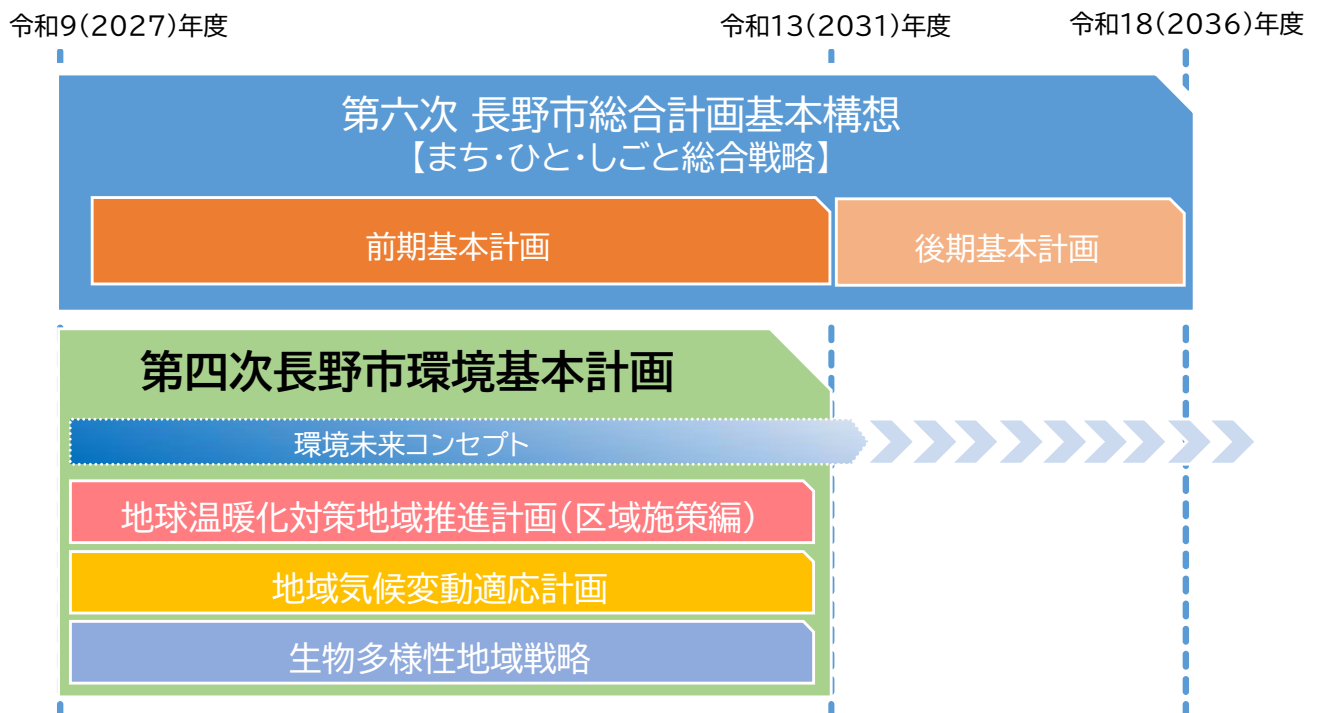 令和9(2027)年度
令和13(2031)年度
令和18(2036)年度
第六次 長野市総合計画基本構想
【まち・ひと・しごと総合戦略】
前期基本計画
後期基本計画
第四次長野市環境基本計画
環境未来コンセプト
地球温暖化対策地域推進計画(区域施策編)
地域気候変動適応計画
生物多様性地域戦略